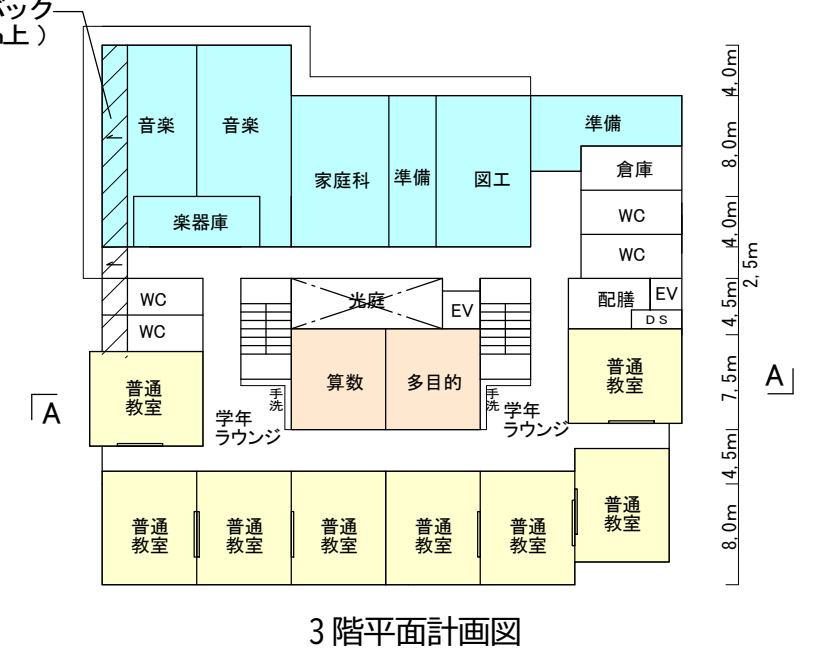 バック
上）
音楽
音楽
楽器庫
家庭科
準備
図工
準備
倉庫
WC
WC
WC
WC
光庭
EV
配膳
EV
DS
普通
教室
算数
多目的
普通
教室
手
洗
手
洗
学年
ラウンジ
学年
ラウンジ
A
A
普通
教室
普通
教室
普通
教室
普通
教室
普通
教室
普通
教室
4,0m
8,0m
4,0m
2,5m
4,5m
7,5m
4,5m
8,0m
3階平面計画図